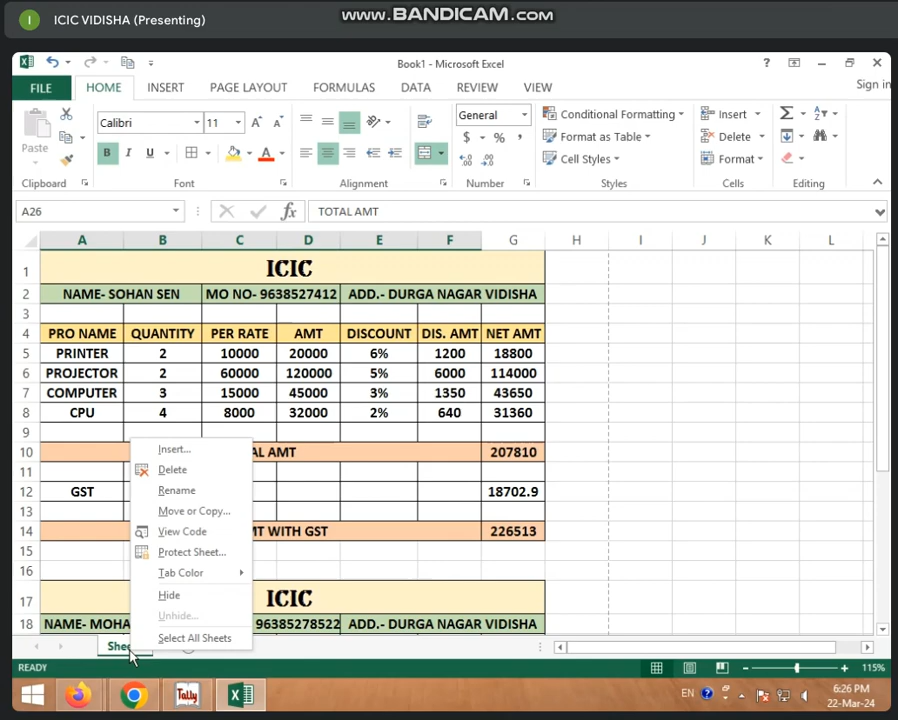 I ICIC VIDISHA (Presenting)
www.BANDICAM.com
Book1 - Microsoft Excel
?
FILE HOME INSERT PAGE LAYOUT FORMULAS DATA REVIEW VIEW Sign in
Paste Calibri 11 A A General Conditional Formatting Insert
B I U A $ % , Format as Table Delete
Cell Styles Format
Clipboard Font Alignment Number Styles Cells Editing
A26 fx TOTAL AMT
A B C D E F G H I J K L
1 ICIC
2 NAME- SOHAN SEN MO NO- 9638527412 ADD.- DURGA NAGAR VIDISHA
3
4 PRO NAME QUANTITY PER RATE AMT DISCOUNT DIS. AMT NET AMT
5 PRINTER 2 10000 20000 6% 1200 18800
6 PROJECTOR 2 60000 120000 5% 6000 114000
7 COMPUTER 3 15000 45000 3% 1350 43650
8 CPU 4 8000 32000 2% 640 31360
9
10 AMT 207810
11
12 GST 18702.9
13
14 WITH GST 226513
15
16
17 ICIC
18 NAME- 96385278522 ADD.- DURGA NAGAR VIDISHA
Insert...
Delete
Rename
Move or Copy...
View Code
Protect Sheet...
Tab Color
Hide
Unhide...
Select All Sheets
READY 115%
Tally EN 6:26 PM
22-Mar-24